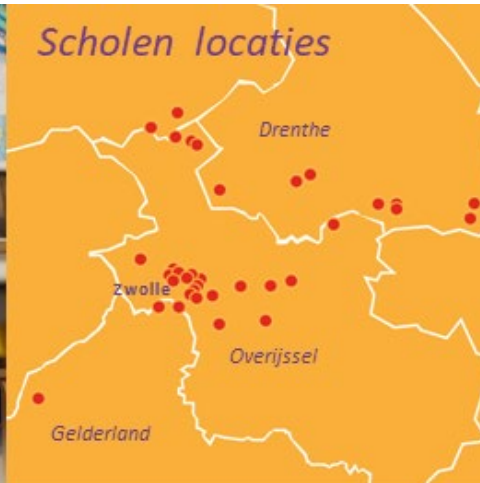 Scholen locaties
Drenthe
Zwolle
Overijssel
Gelderland